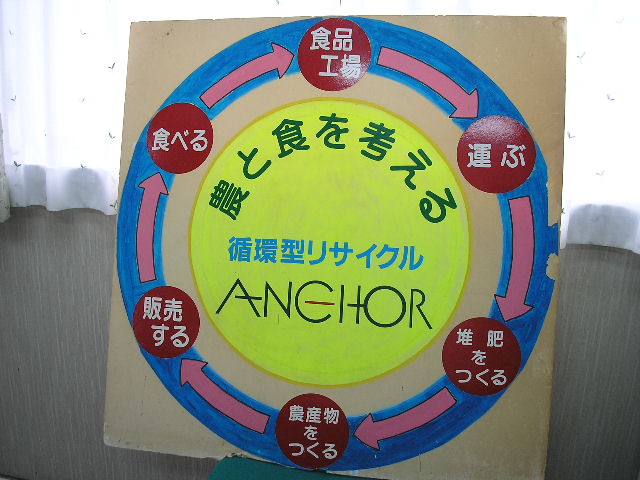 農と食を考える
循環型リサイクル
ANCHOR
食品
工場
運ぶ
堆肥
を
つくる
農産物
を
つくる
販売
する
食べる